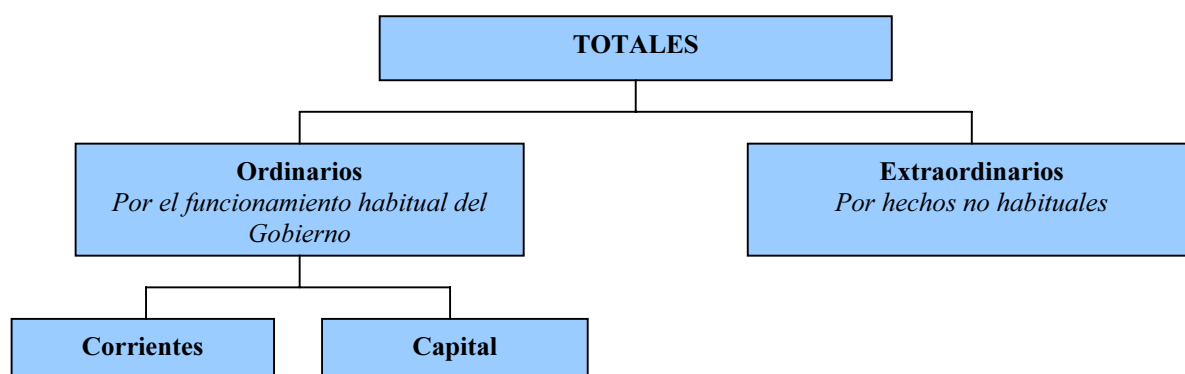 TOTALES
Ordinarios
Por el funcionamiento habitual del
Gobierno
Extraordinarios
Por hechos no habituales
Corrientes
Capital